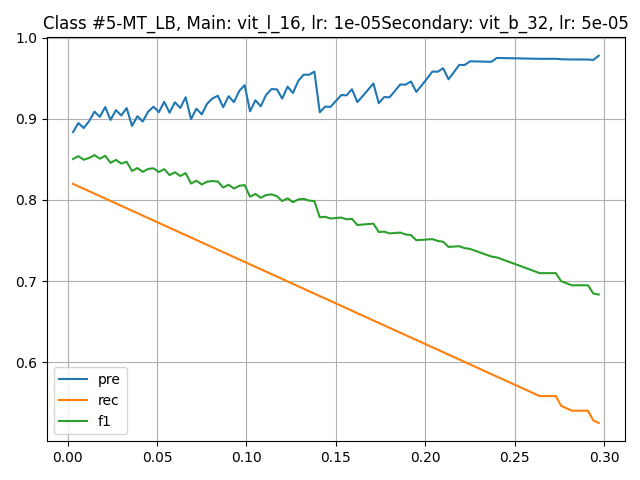 Class #5-MT_LB, Main: vit_l_16, lr: 1e-05Secondary: vit_b_32, lr: 5e-05
1.0
0.9
0.8
0.7
0.6
pre
rec
f1
0.00 0.05 0.10 0.15 0.20 0.25 0.30